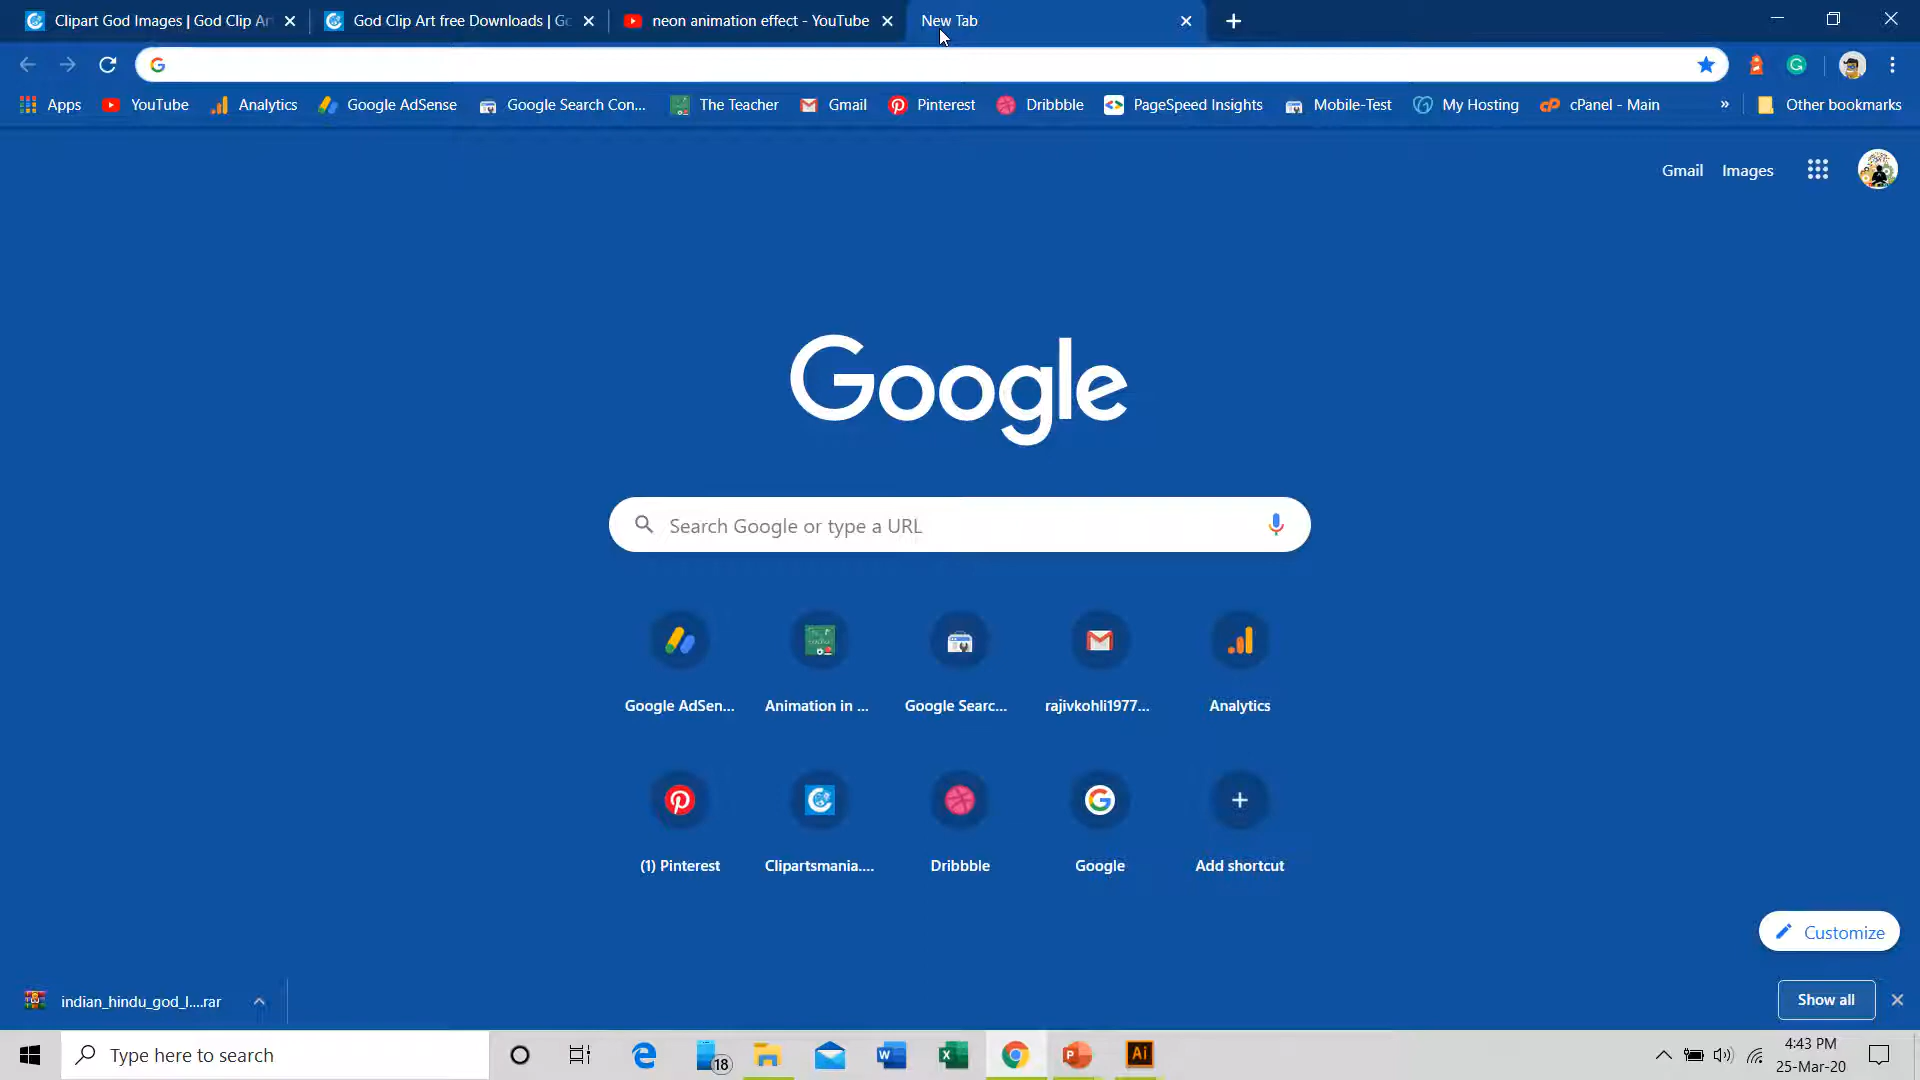 Clipart God Images | God Clip Ar
God Clip Art free Downloads | Go
neon animation effect - YouTube
New Tab
Apps
YouTube
Analytics
Google AdSense
Google Search Con...
The Teacher
Gmail
Pinterest
Dribbble
PageSpeed Insights
Mobile-Test
My Hosting
cPanel - Main
»
Other bookmarks
Gmail
Images
Google
Search Google or type a URL
Google AdSen...
Animation in ...
Google Searc...
rajivkohli1977...
Analytics
(1) Pinterest
Clipartsmania....
Dribbble
Google
Add shortcut
Customize
indian_hindu_god_l....rar
Show all
Type here to search
18
4:43 PM
25-Mar-20